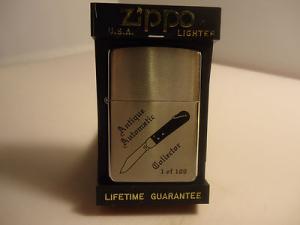 zippo
U.S.A. LIGHTER
Antique
Automatic
Collector
1 of 100
LIFETIME GUARANTEE